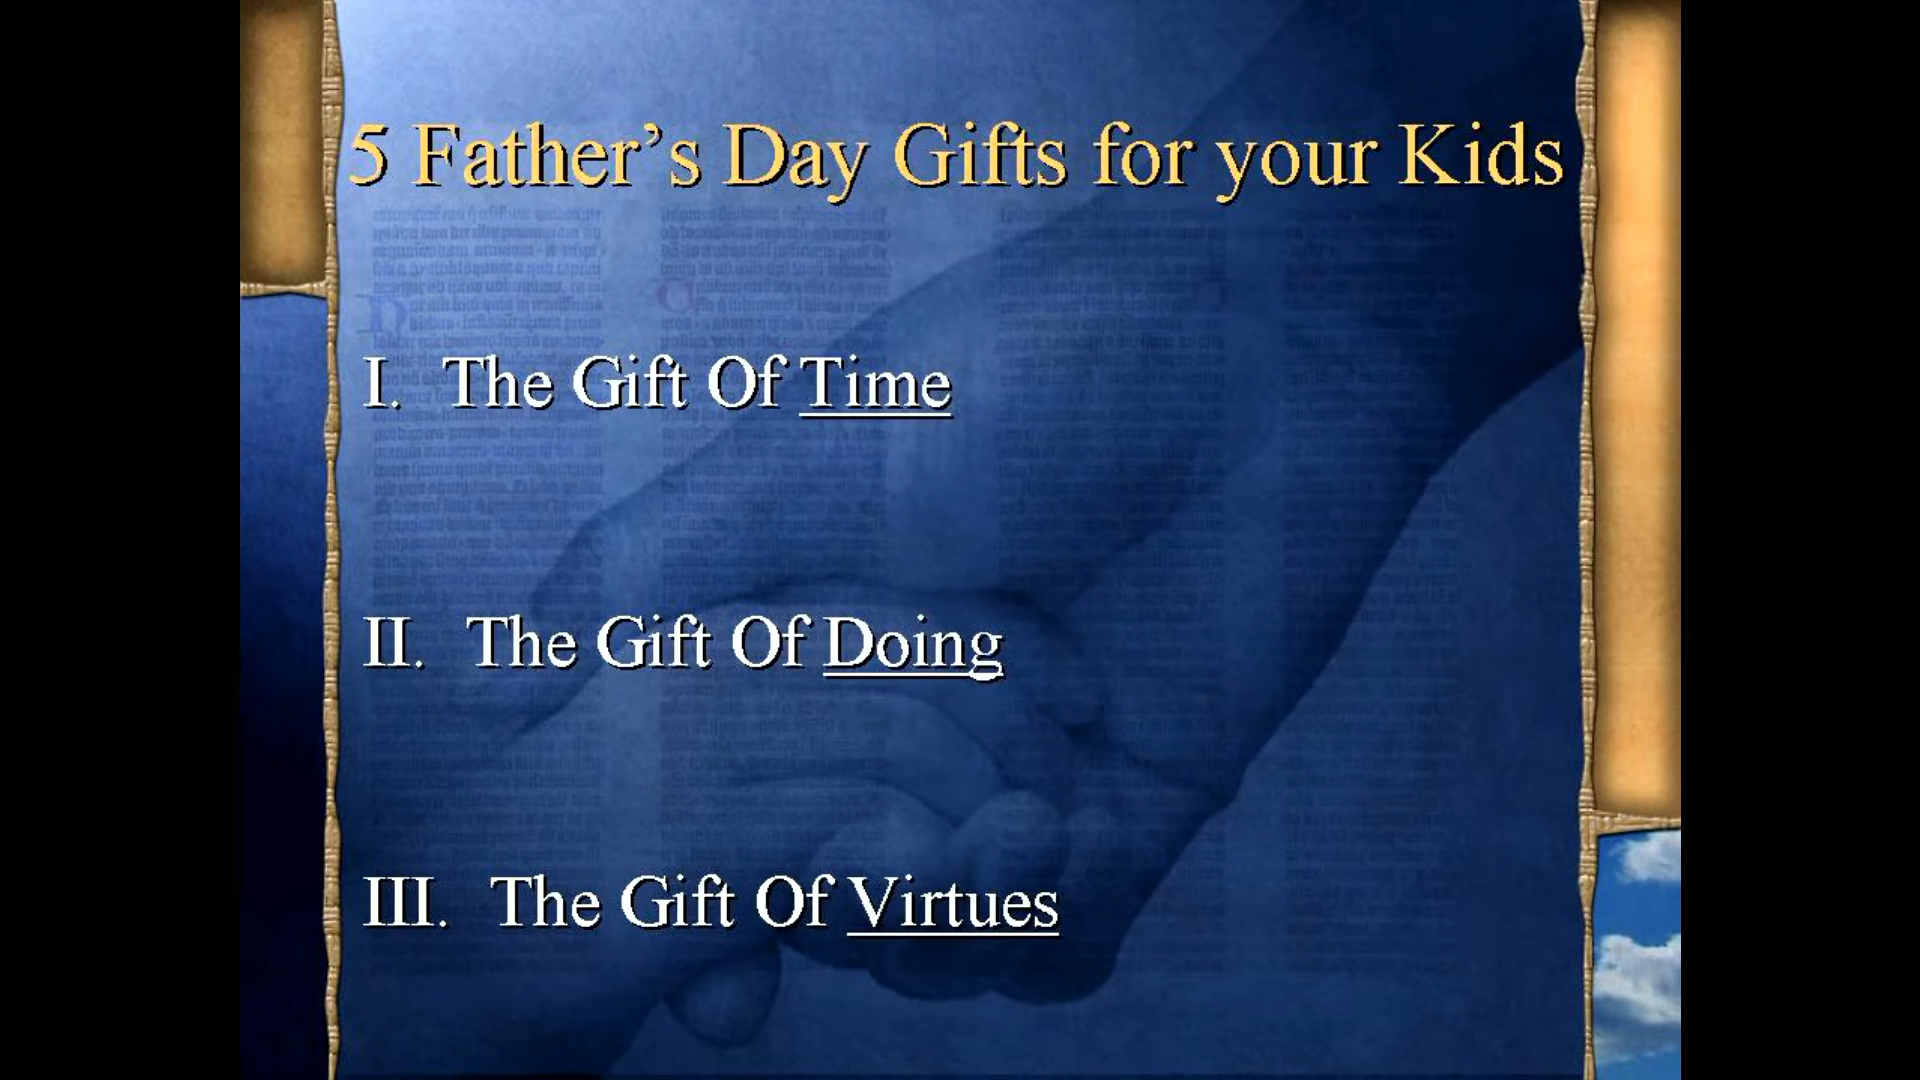 5 Father's Day Gifts for your Kids
I. The Gift Of Time
II. The Gift Of Doing
III. The Gift Of Virtues